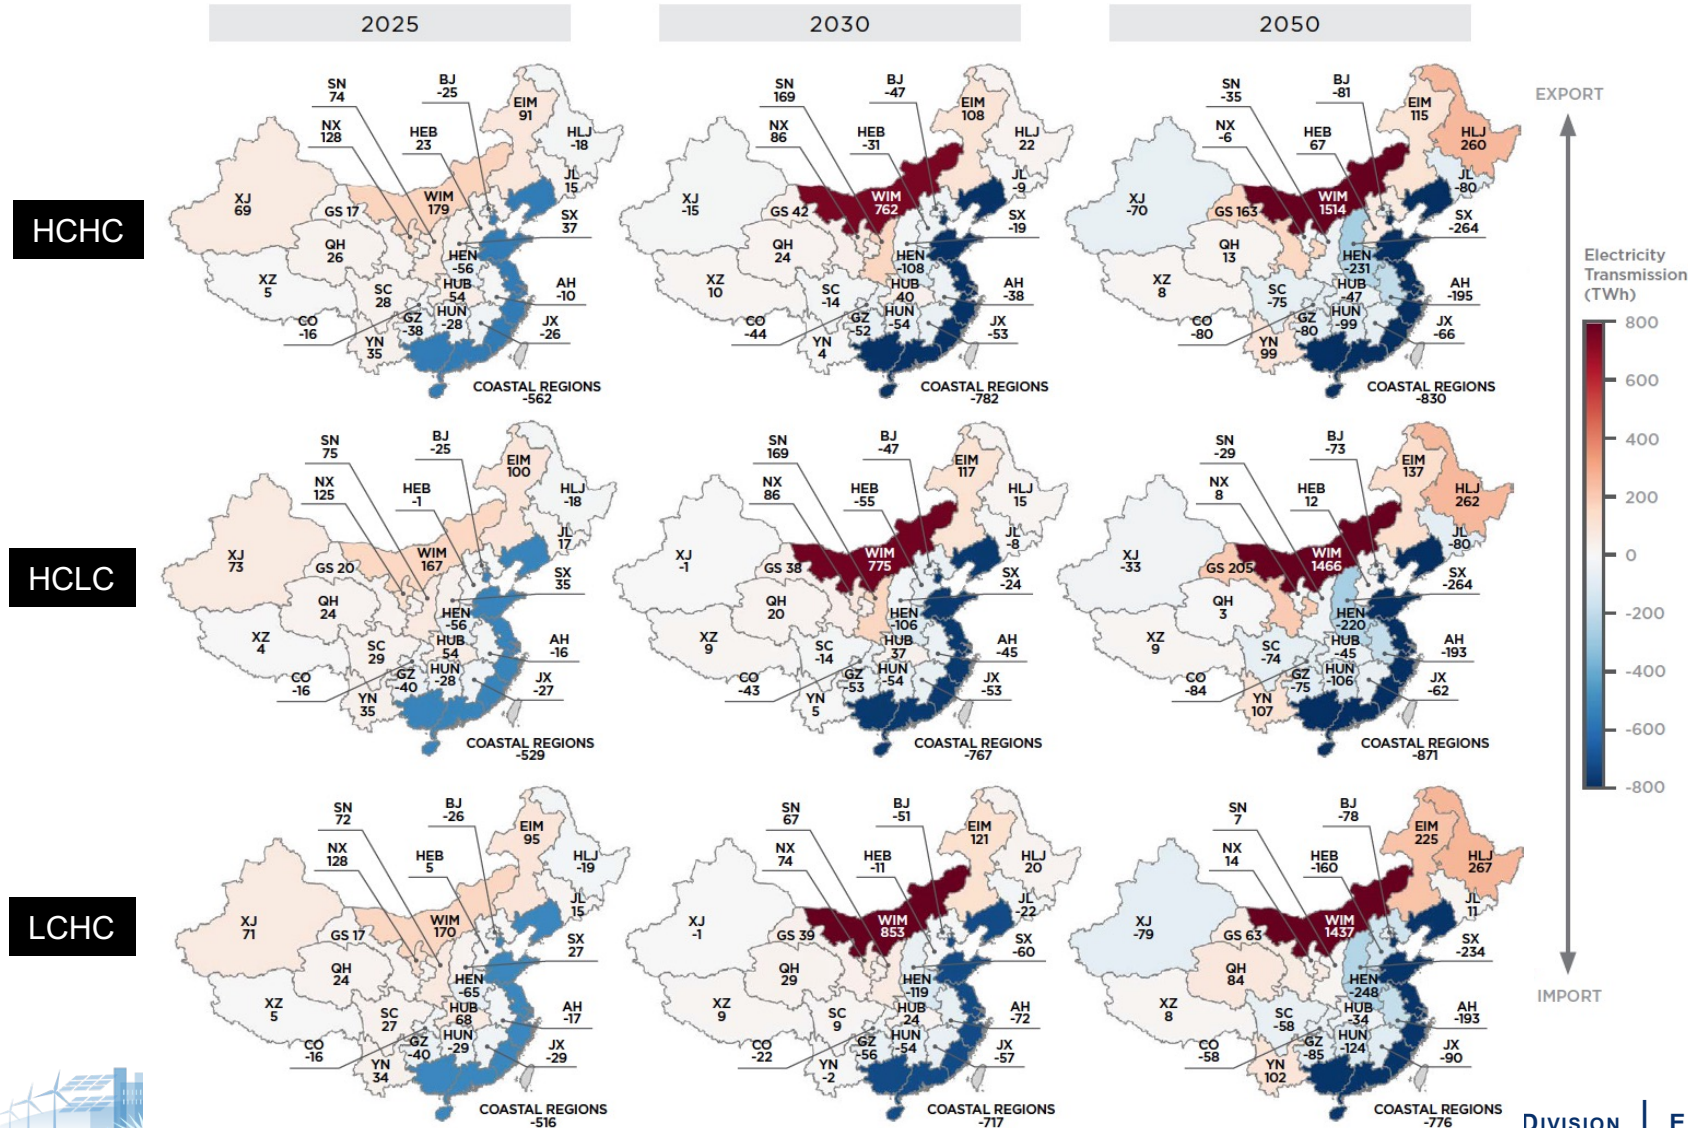 2025
2030
2050
HCHC
SN
74
BJ
-25
NX
128
HEB
23
EIM
91
HLJ
-18
JL
15
XJ
69
GS 17
WIM
179
SX
37
QH
26
HEN
-56
XZ
5
SC
28
HUB
54
AH
-10
CO
-16
GZ
-38
HUN
-28
JX
-26
YN
35
COASTAL REGIONS
-562
SN
169
BJ
-47
NX
86
HEB
-31
EIM
108
HLJ
22
JL
-9
XJ
-15
GS 42
WIM
762
SX
-19
QH
24
HEN
-108
XZ
10
SC
-14
HUB
40
AH
-38
CO
-44
GZ
-52
HUN
-54
JX
-53
YN
4
COASTAL REGIONS
-782
SN
-35
BJ
-81
NX
-6
HEB
67
EIM
115
HLJ
260
JL
-80
XJ
-70
GS 163
WIM
1514
SX
-264
QH
13
HEN
-231
XZ
8
SC
-75
HUB
-47
AH
-195
CO
-80
GZ
80
HUN
-99
JX
-66
YN
99
COASTAL REGIONS
-830
HCLC
SN
75
BJ
-25
NX
125
HEB
-1
EIM
100
HLJ
-18
JL
17
XJ
73
GS 20
WIM
167
SX
35
QH
24
HEN
-56
XZ
4
SC
29
HUB
54
AH
-16
CO
-16
GZ
-40
HUN
-28
JX
-27
YN
35
COASTAL REGIONS
-529
SN
169
BJ
-47
NX
86
HEB
-55
EIM
117
HLJ
15
JL
-8
XJ
-1
GS 38
WIM
775
SX
-24
QH
20
HEN
-106
XZ
9
SC
-14
HUB
37
AH
-45
CO
-43
GZ
-53
HUN
-54
JX
-53
YN
5
COASTAL REGIONS
-767
SN
-29
BJ
-73
NX
8
HEB
12
EIM
137
HLJ
262
JL
-80
XJ
-33
GS 205
WIM
1466
SX
-264
QH
3
HEN
-220
XZ
9
SC
-74
HUB
-45
AH
-193
CO
-84
GZ
-75
HUN
-106
JX
-62
YN
107
COASTAL REGIONS
-871
LCHC
SN
72
BJ
-26
NX
128
HEB
5
EIM
95
HLJ
-19
JL
15
XJ
71
GS 17
WIM
170
SX
27
QH
24
HEN
-65
XZ
5
SC
27
HUB
68
AH
-17
CO
-16
GZ
-40
HUN
-29
JX
-29
YN
34
COASTAL REGIONS
-516
SN
67
BJ
-51
NX
74
HEB
-11
EIM
121
HLJ
20
JL
-22
XJ
-1
GS 39
WIM
853
SX
-60
QH
29
HEN
-119
XZ
9
SC
9
HUB
24
AH
-72
CO
-22
GZ
-56
HUN
-54
JX
-57
YN
-2
COASTAL REGIONS
-717
SN
7
BJ
-78
NX
14
HEB
-160
EIM
225
HLJ
267
JL
11
XJ
-79
GS 63
WIM
1437
SX
-234
QH
84
HEN
-248
XZ
8
SC
-58
HUB
-34
AH
-193
CO
-58
GZ
-85
HUN
-124
JX
-90
YN
102
COASTAL REGIONS
-776
EXPORT
Electricity
Transmission
(TWh)
800
600
400
200
0
-200
-400
-600
-800
IMPORT
DIVISION | E